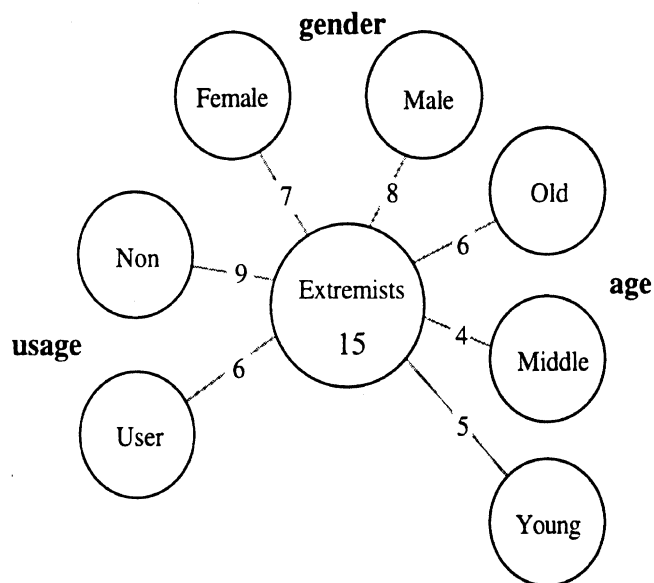 gender
Female
Male
7
8
Old
6
Non
9
Extremists
15
age
usage
4
Middle
6
User
5
Young